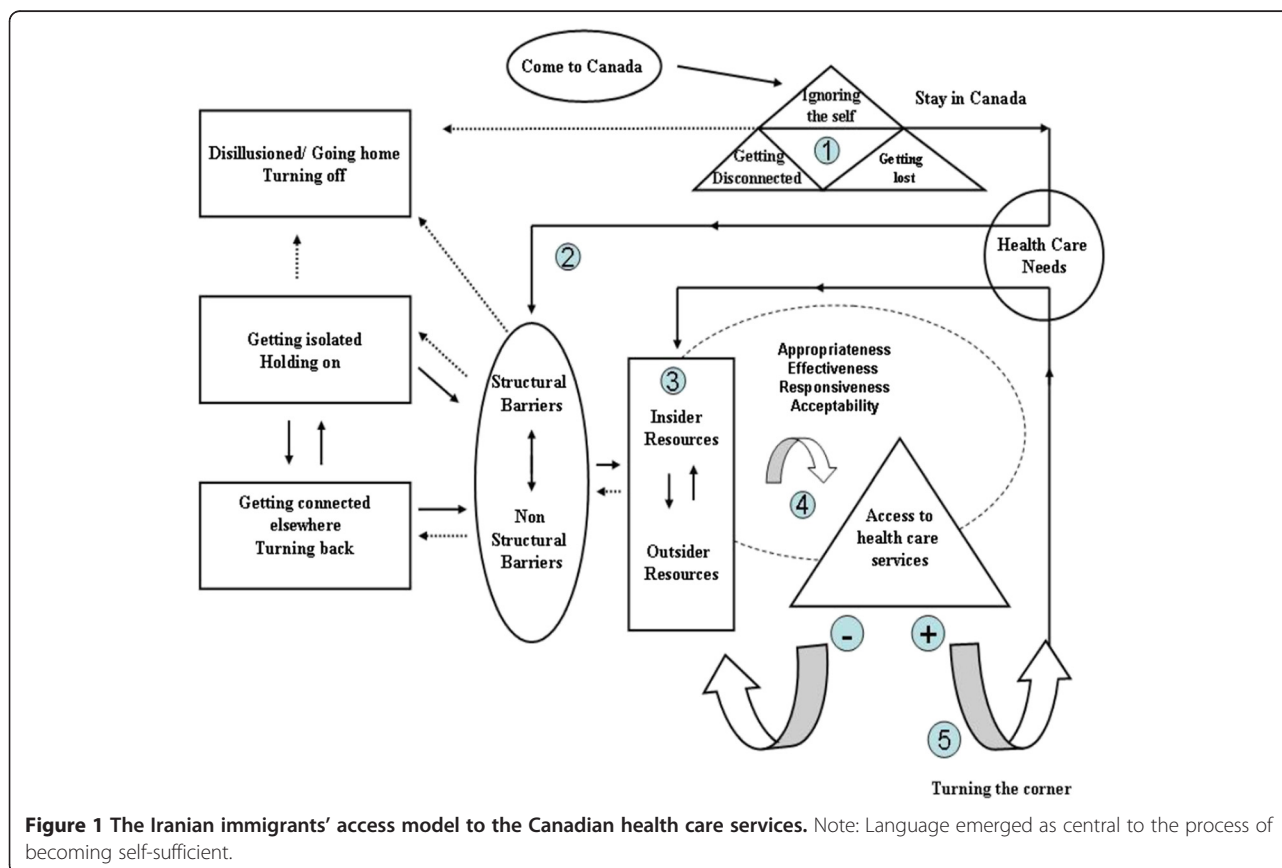 Come to Canada
Ignoring
the self
Stay in Canada
1
Getting
Disconnected
Getting
lost
Disillusioned/ Going home
Turning off
Health Care
Needs
2
Getting isolated
Holding on
Structural
Barriers
Non
Structural
Barriers
3
Insider
Resources
Outsider
Resources
Appropriateness
Effectiveness
Responsiveness
Acceptability
4
Access to
health care
services
Getting connected
elsewhere
Turning back
-
+
5
Turning the corner
Figure 1 The Iranian immigrants’ access model to the Canadian health care services. Note: Language emerged as central to the process of
becoming self-sufficient.